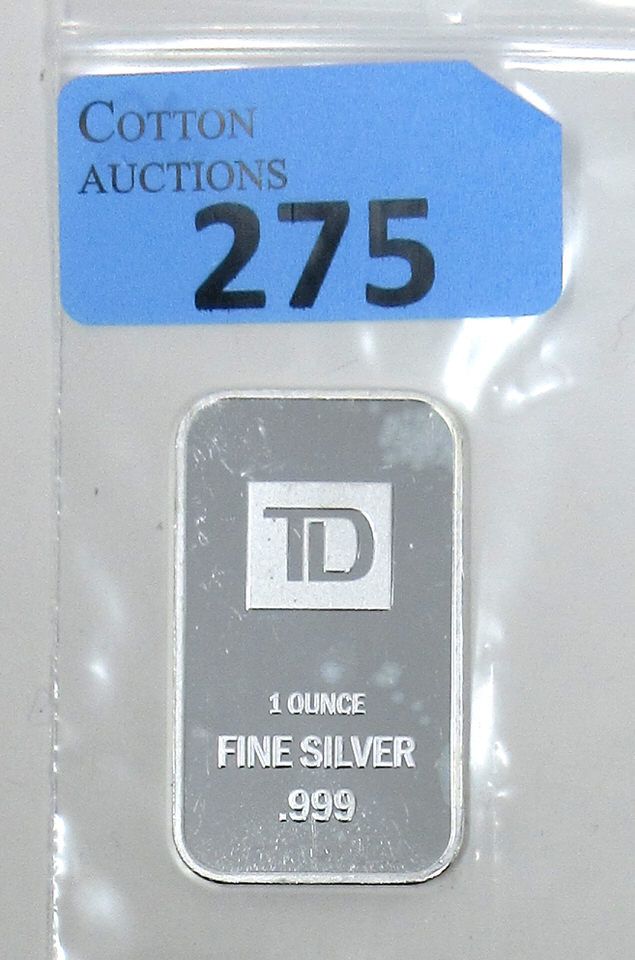 COTTON
AUCTIONS
275
TD
1 OUNCE
FINE SILVER
.999